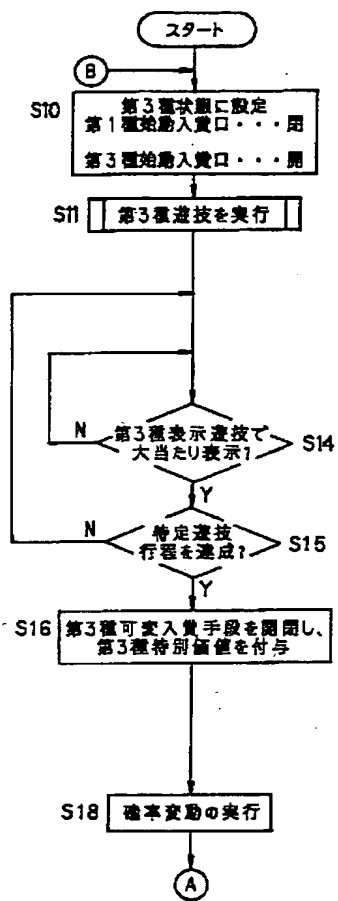 スタート
B
S10
第3種状態に設定
第1種始動入賞口・・・閉
第3種始動入賞口・・・開
S11
第3種遊技を実行
N
第3種表示遊技で
大当たり表示?
S14
Y
N
特定遊技
行程を達成?
S15
Y
S16
第3種可変入賞手段を開閉し、
第3種特別価値を付与
S18
確率変動の実行
A